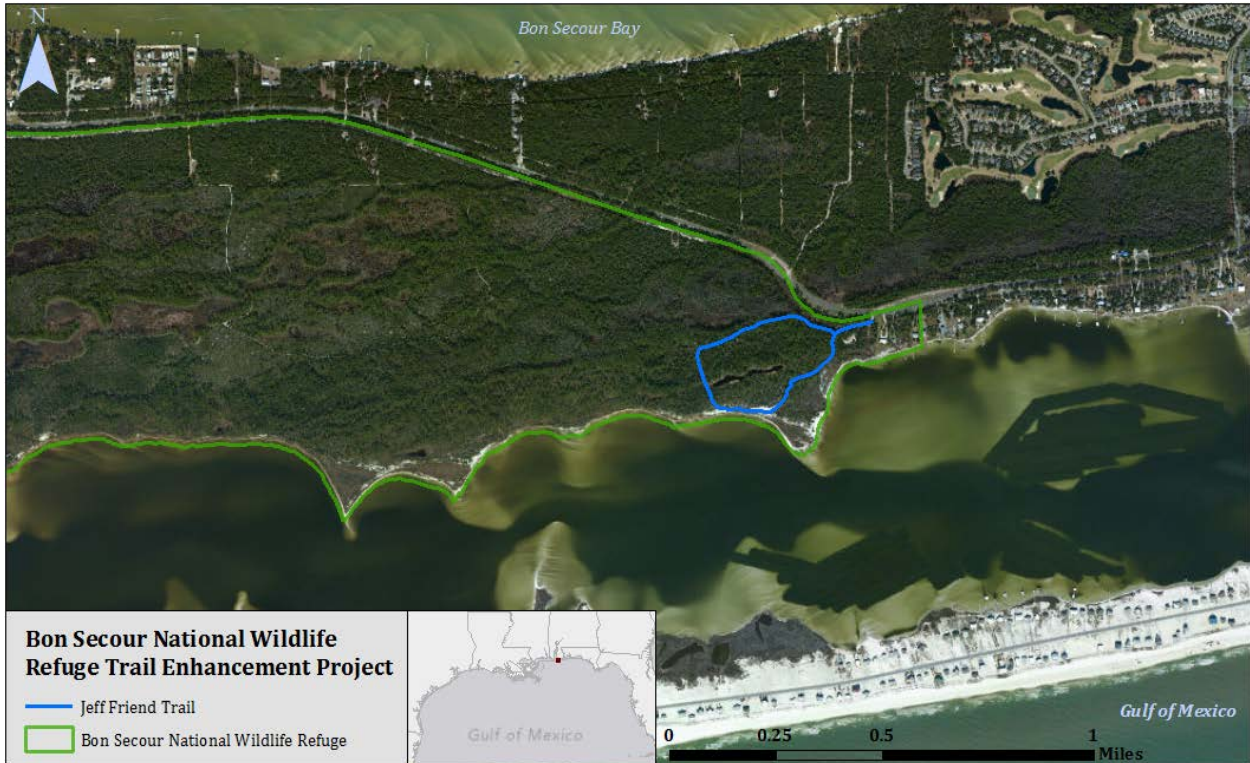 N
Bon Secour Bay
Bon Secour National Wildlife
Refuge Trail Enhancement Project
Jeff Friend Trail
Bon Secour National Wildlife Refuge
Gulf of Mexico
Gulf of Mexico
0 0.25 0.5 1
Miles